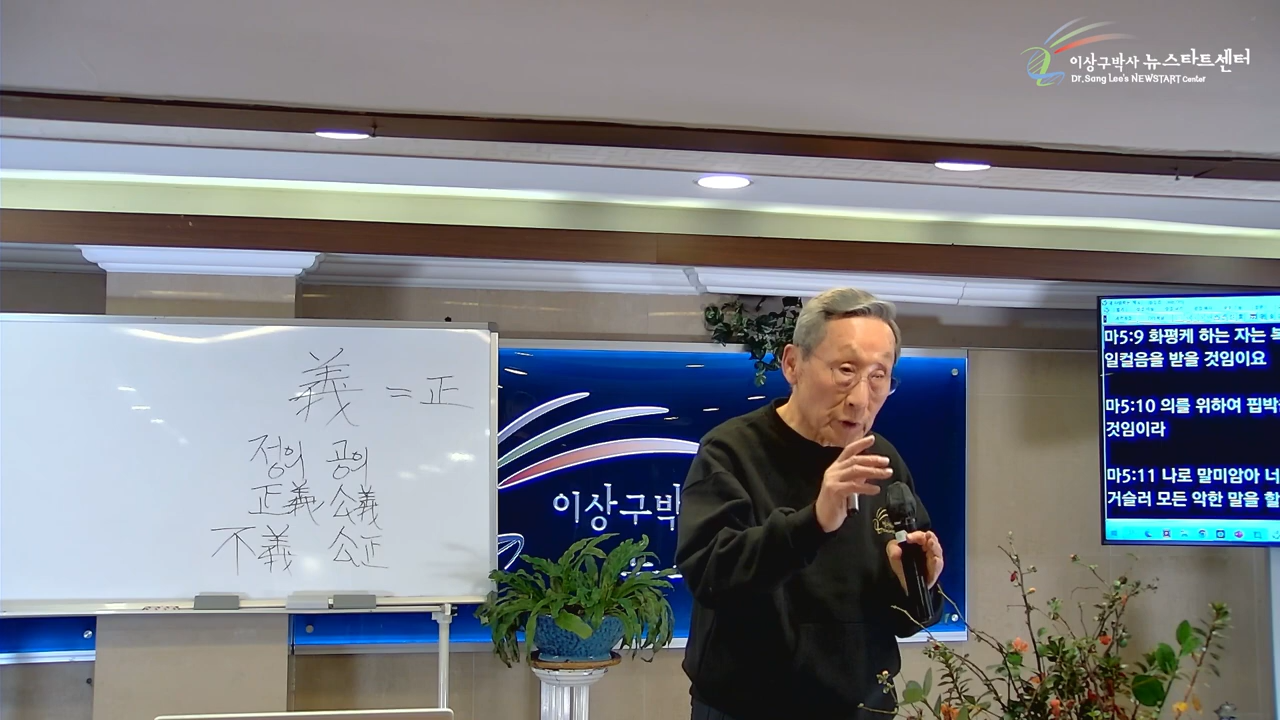 이상구박사 뉴스타트센터
Dr. Sang Lee's NEWSTART Center
義 = 正
정의 공의
正義 公義
不義 公正
이상구박
마5:9 화평케 하는 자는 복
일컬음을 받을 것임이요
마5:10 의를 위하여 핍박
것임이라
마5:11 나로 말미암아 너
거슬러 모든 악한 말을 할